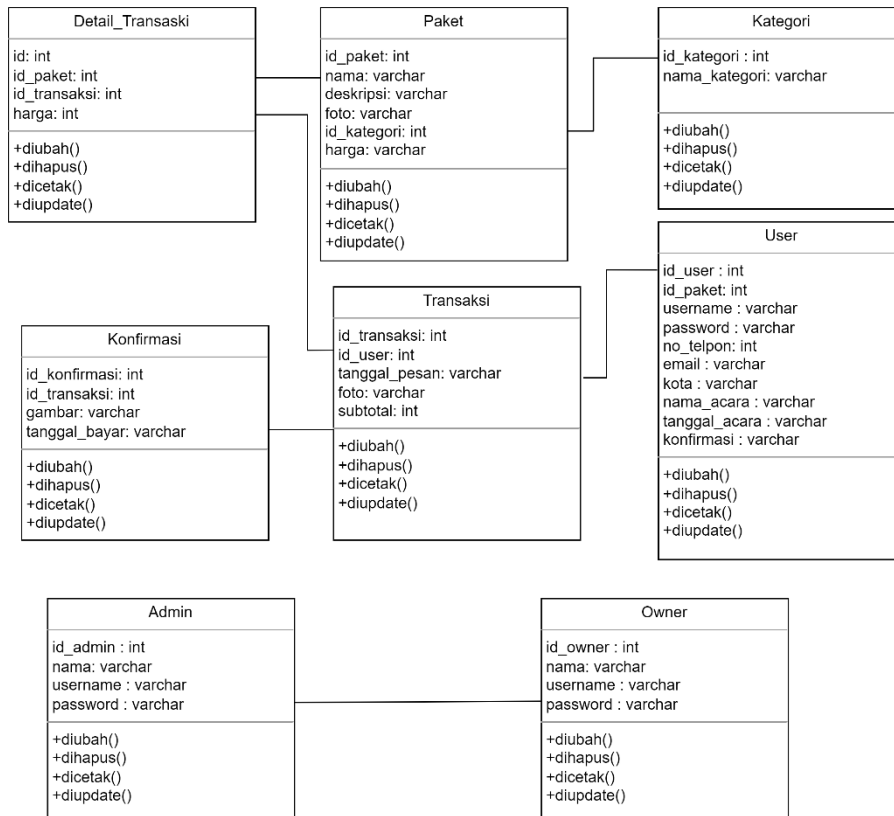 Detail_Transaski
id: int
id_paket: int
id_transaksi: int
harga: int
+diubah()
+dihapus()
+dicetak()
+diupdate()
Paket
id_paket: int
nama: varchar
deskripsi: varchar
foto: varchar
id_kategori: int
harga: varchar
+diubah()
+dihapus()
+dicetak()
+diupdate()
Kategori
id_kategori : int
nama_kategori: varchar
+diubah()
+dihapus()
+dicetak()
+diupdate()
Konfirmasi
id_konfirmasi: int
id_transaksi: int
gambar: varchar
tanggal_bayar: varchar
+diubah()
+dihapus()
+dicetak()
+diupdate()
Transaksi
id_transaksi: int
id_user: int
tanggal_pesan: varchar
foto: varchar
subtotal: int
+diubah()
+dihapus()
+dicetak()
+diupdate()
User
id_user : int
id_paket: int
username : varchar
password : varchar
no_telpon: int
email : varchar
kota : varchar
nama_acara : varchar
tanggal_acara : varchar
konfirmasi : varchar
+diubah()
+dihapus()
+dicetak()
+diupdate()
Admin
id_admin : int
nama: varchar
username : varchar
password : varchar
+diubah()
+dihapus()
+dicetak()
+diupdate()
Owner
id_owner : int
nama: varchar
username : varchar
password : varchar
+diubah()
+dihapus()
+dicetak()
+diupdate()